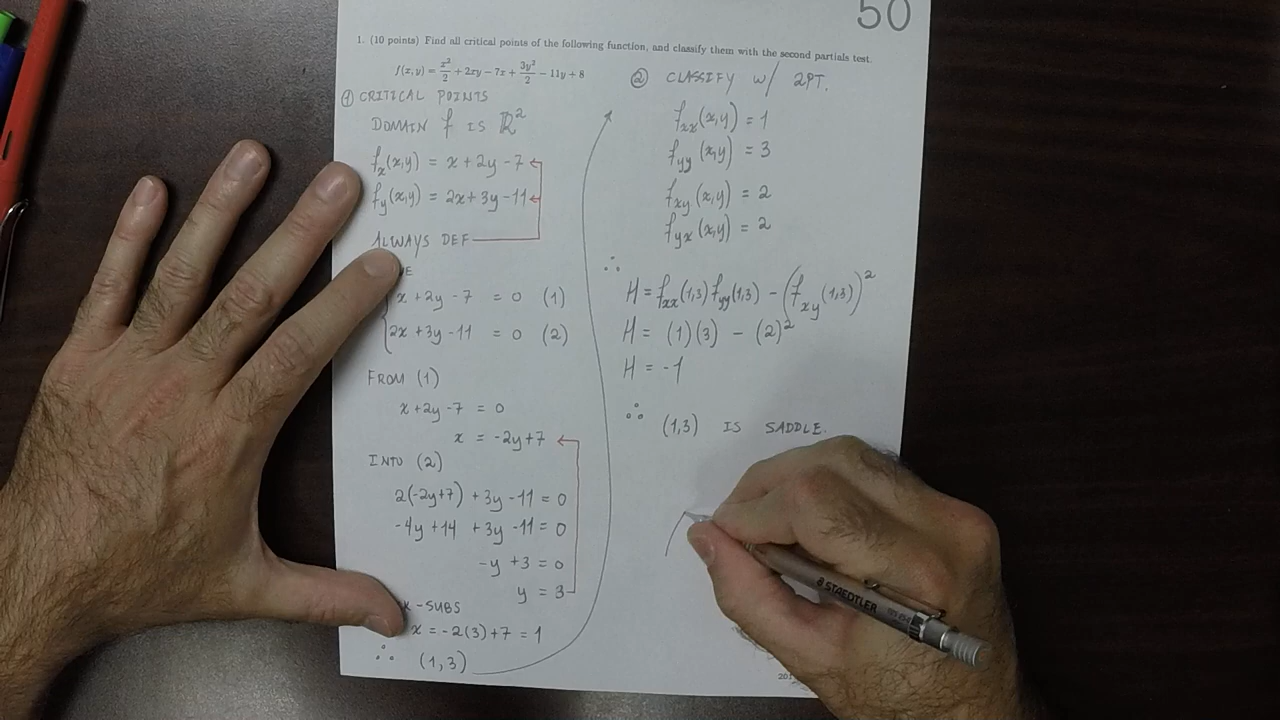 50
1. (10 points) Find all critical points of the following function, and classify them with the second partials test.
f(x, y) = x²/2 + 2xy − 7x + 3y²/2 − 11y + 8
① CRITICAL POINTS
DOMAIN f IS ℝ²
fₓ(x,y) = x + 2y - 7
f_y(x,y) = 2x + 3y - 11
ALWAYS DEF
x + 2y - 7 = 0 (1)
2x + 3y - 11 = 0 (2)
FROM (1)
x + 2y - 7 = 0
x = -2y + 7
INTO (2)
2(-2y+7) + 3y - 11 = 0
-4y + 14 + 3y - 11 = 0
-y + 3 = 0
y = 3
-SUBS
x = -2(3) + 7 = 1
∴ (1,3)
② CLASSIFY W/ 2PT.
f_xx(x,y) = 1
f_yy(x,y) = 3
f_xy(x,y) = 2
f_yx(x,y) = 2
∴
H = f_xx(1,3) f_yy(1,3) - (f_xy(1,3))²
H = (1)(3) - (2)²
H = -1
∴ (1,3) IS SADDLE.
201
STAEDTLER